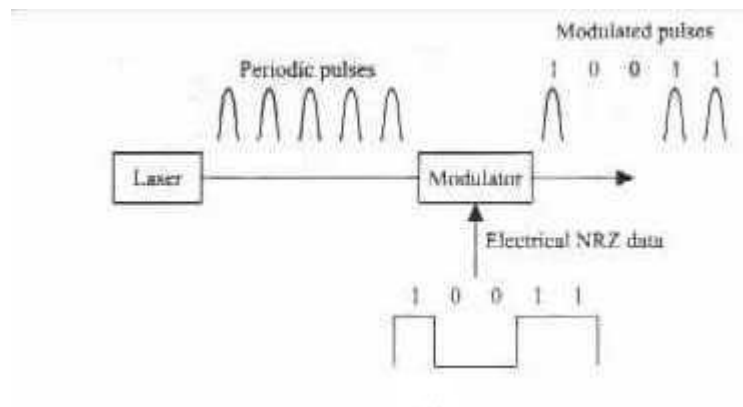 Modulated pulses
Periodic pulses
1 0 0 1 1
Laser
Modulator
Electrical NRZ data
1 0 0 1 1